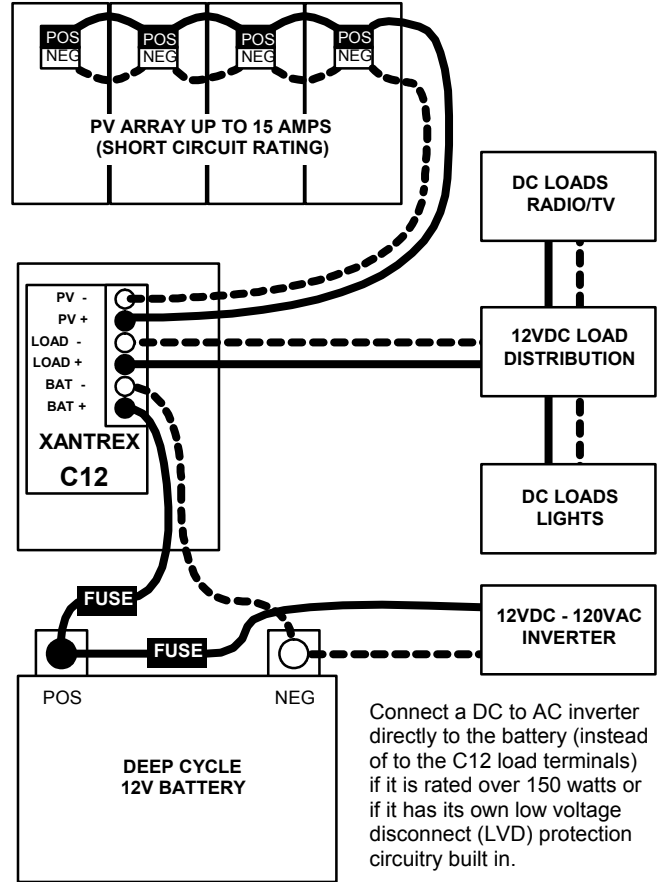 POS POS POS POS
NEG NEG NEG NEG
PV ARRAY UP TO 15 AMPS
(SHORT CIRCUIT RATING)
DC LOADS
RADIO/TV
PV -
PV +
LOAD -
LOAD +
BAT -
BAT +
XANTREX
C12
12VDC LOAD
DISTRIBUTION
DC LOADS
LIGHTS
FUSE
FUSE
12VDC - 120VAC
INVERTER
POS
NEG
DEEP CYCLE
12V BATTERY
Connect a DC to AC inverter
directly to the battery (instead
of to the C12 load terminals)
if it is rated over 150 watts or
if it has its own low voltage
disconnect (LVD) protection
circuitry built in.